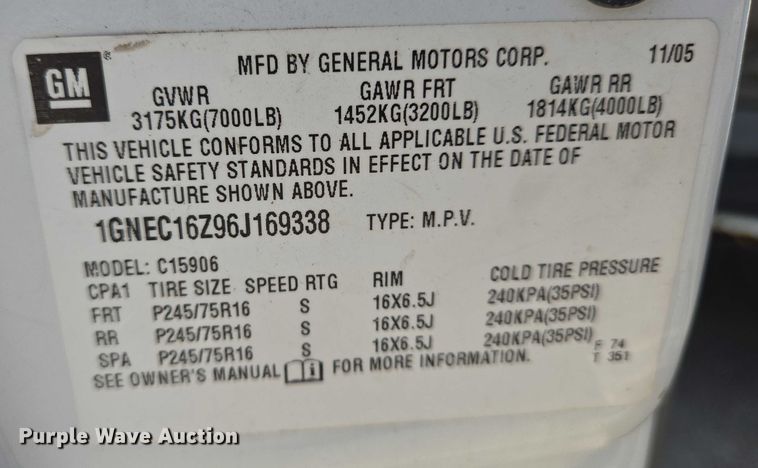 GM
MFD BY GENERAL MOTORS CORP. 11/05
GVWR GAWR FRT GAWR RR
3175KG(7000LB) 1452KG(3200LB) 1814KG(4000LB)
THIS VEHICLE CONFORMS TO ALL APPLICABLE U.S. FEDERAL MOTOR
VEHICLE SAFETY STANDARDS IN EFFECT ON THE DATE OF
MANUFACTURE SHOWN ABOVE.
1GNEC16Z96J169338 TYPE: M.P.V.
MODEL: C15906
CPA1 TIRE SIZE SPEED RTG RIM COLD TIRE PRESSURE
FRT P245/75R16 S 16X6.5J 240KPA(35PSI)
RR P245/75R16 S 16X6.5J 240KPA(35PSI)
SPA P245/75R16 S 16X6.5J 240KPA(35PSI)
SEE OWNER'S MANUAL i FOR MORE INFORMATION.
F 74
T 351
Purple Wave Auction